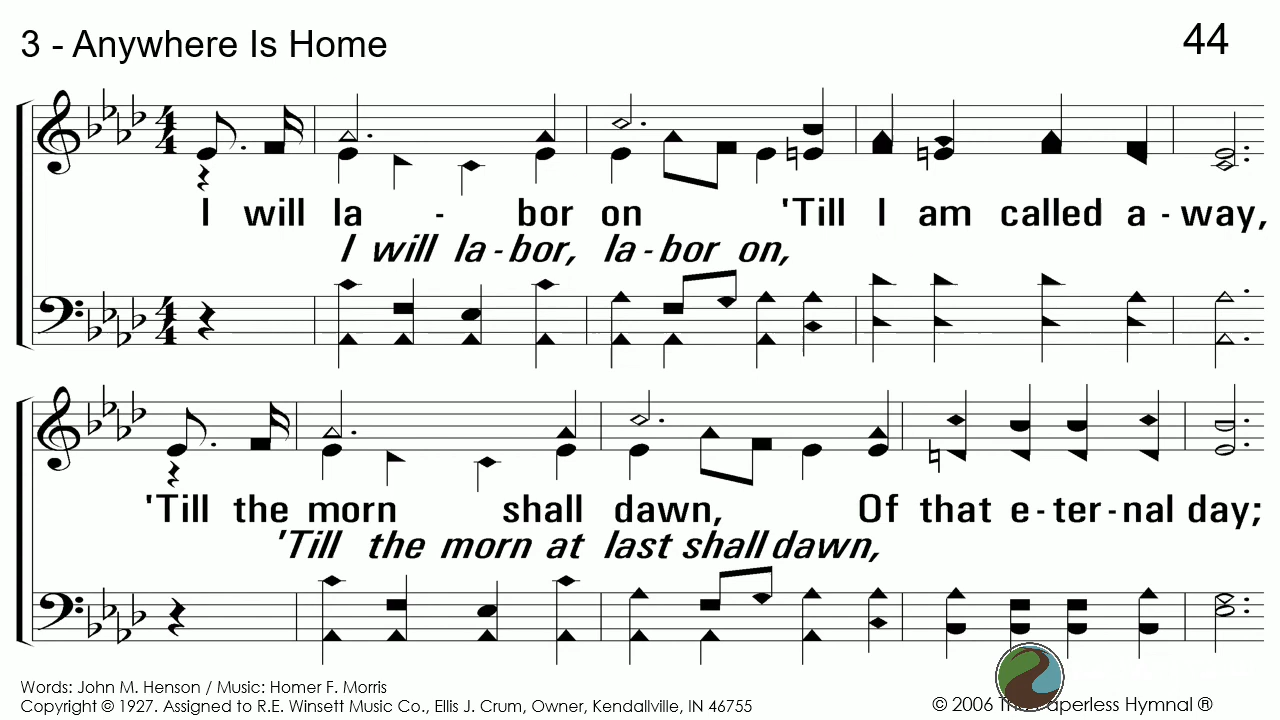 3 - Anywhere Is Home
44
I will la - bor on 'Till I am called a - way,
I will la - bor, la - bor on,
'Till the morn shall dawn, Of that e - ter - nal day;
'Till the morn at last shall dawn,
Words: John M. Henson / Music: Homer F. Morris
Copyright © 1927. Assigned to R.E. Winsett Music Co., Ellis J. Crum, Owner, Kendallville, IN 46755
© 2006 Hymnal ®